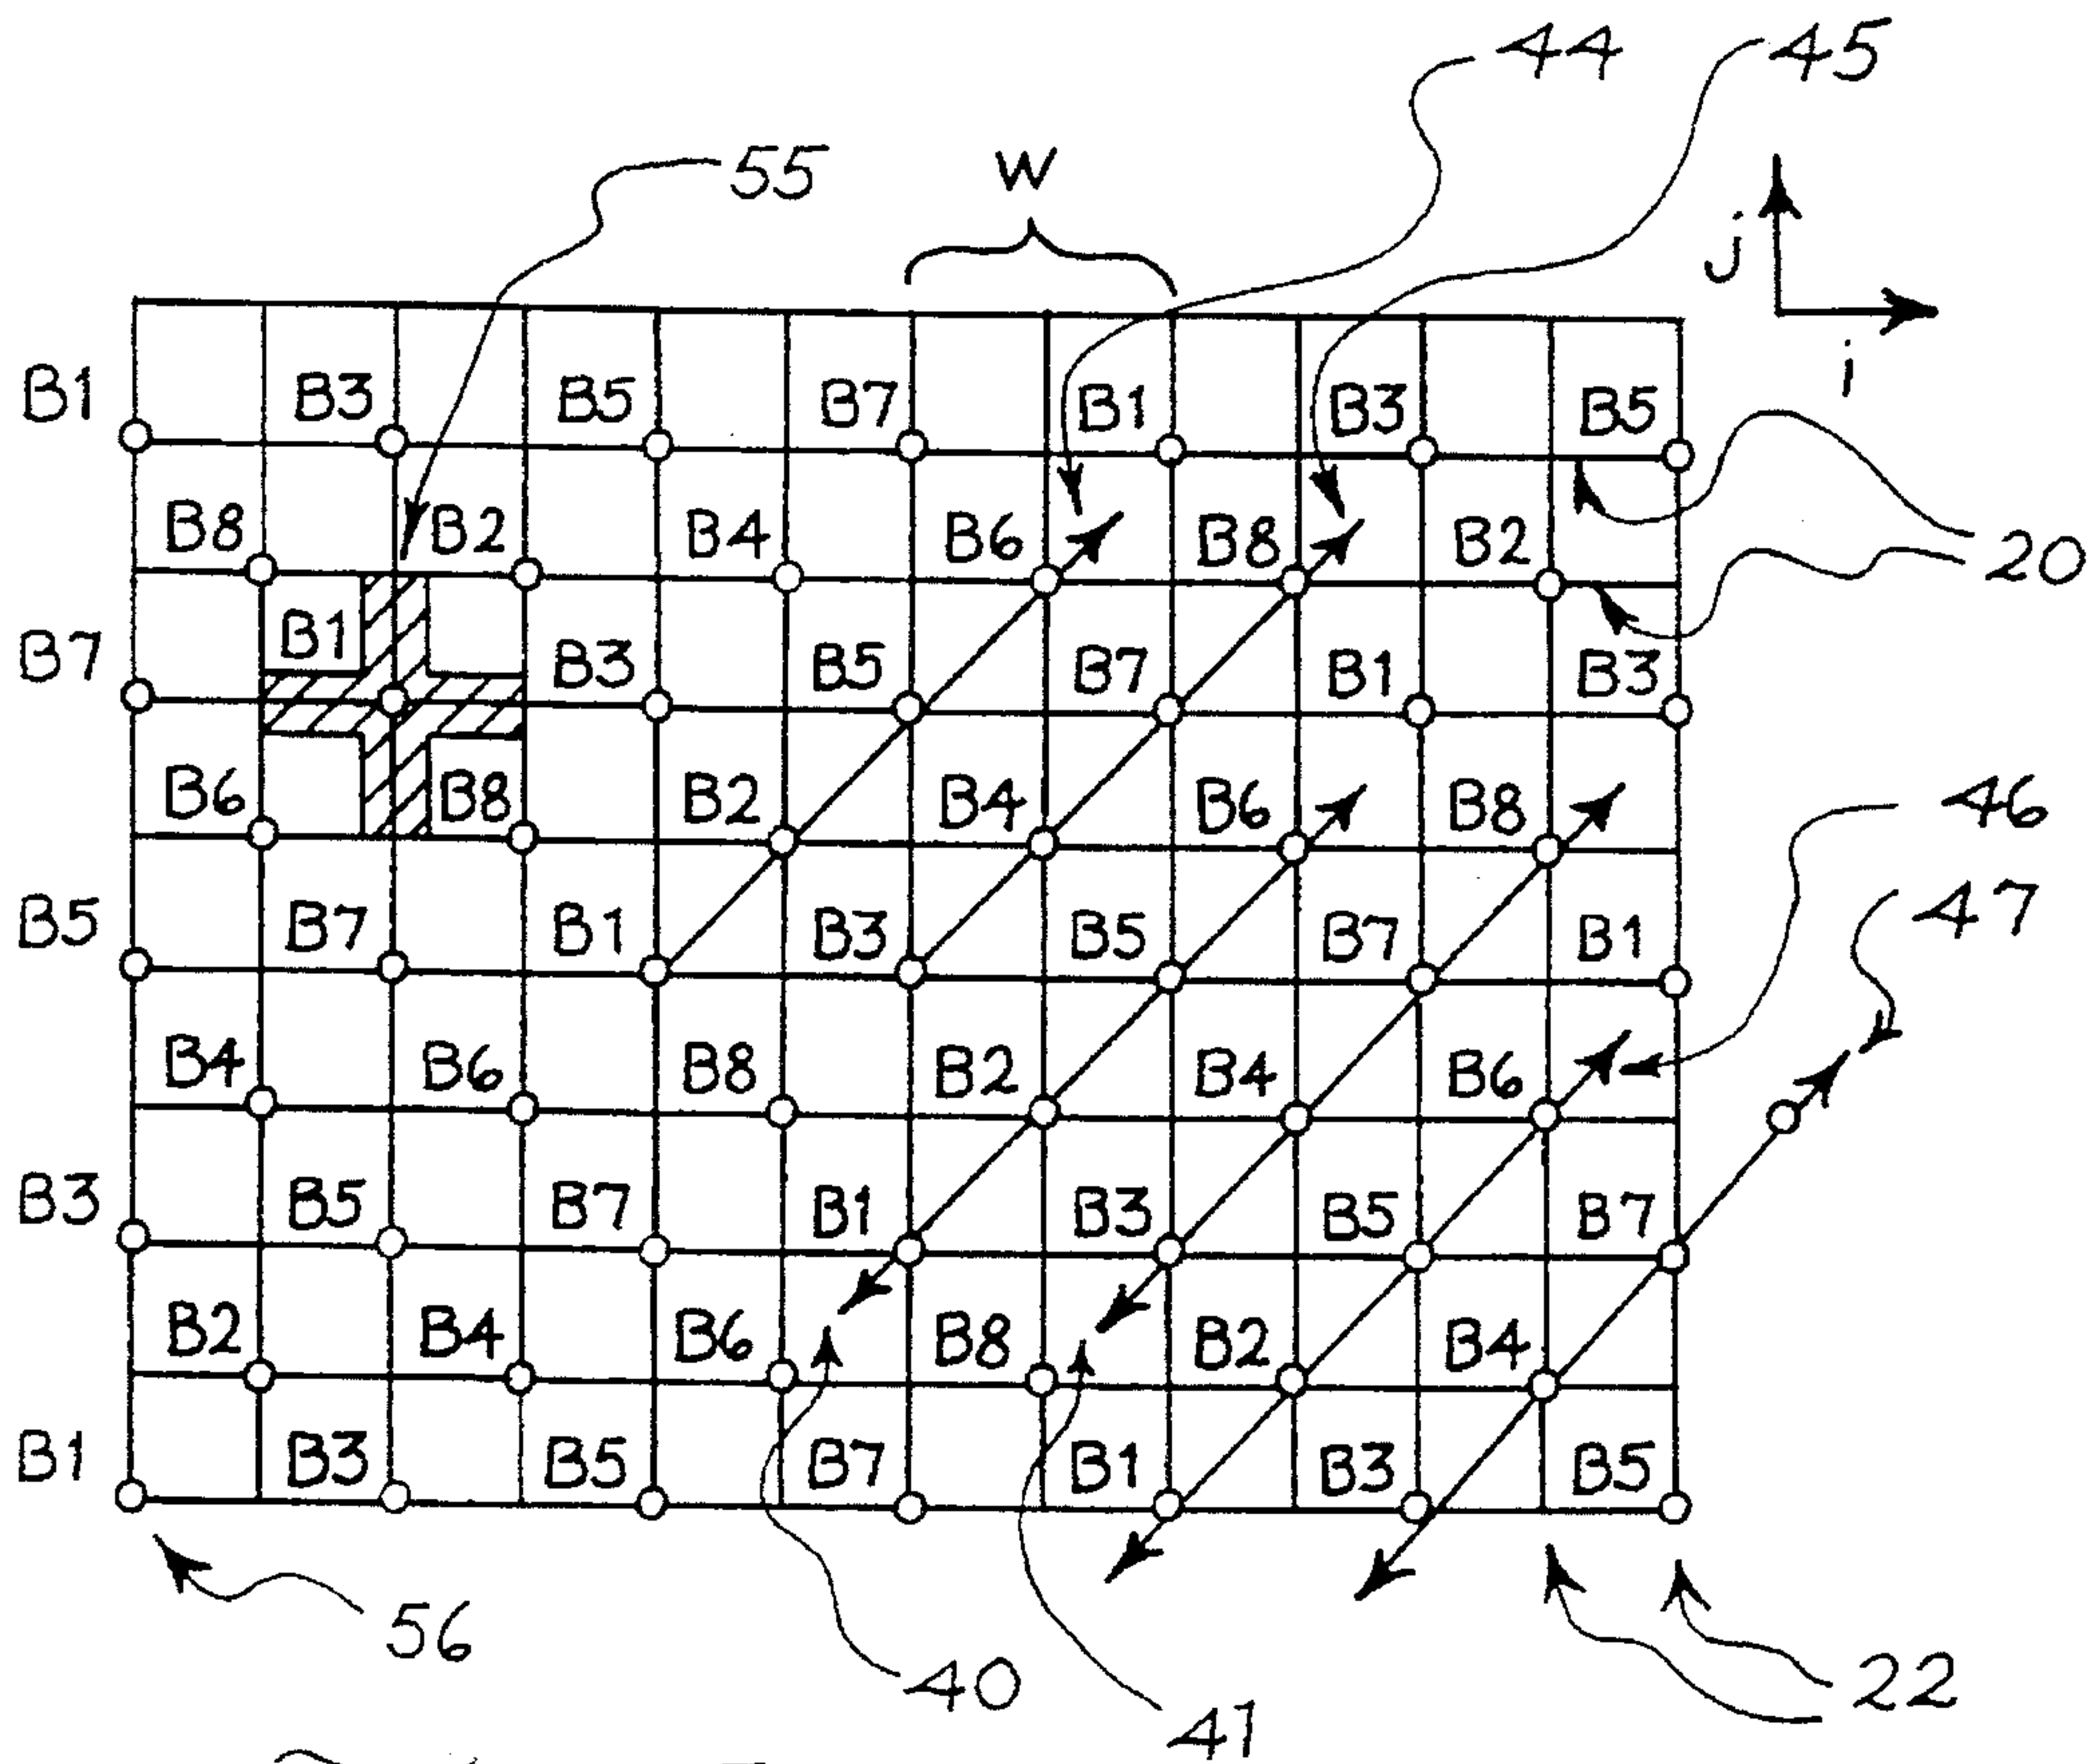 44 45
55 W
j
i
B1 B3 B5 B7 B1 B3 B5
B8 B2 B4 B6 B8 B2
20
B7 B1 B3 B5 B7 B1 B3
B6 B8 B2 B4 B6 B8
46
47
B5 B7 B1 B3 B5 B7 B1
B4 B6 B8 B2 B4 B6
B3 B5 B7 B1 B3 B5 B7
B2 B4 B6 B8 B2 B4
B1 B3 B5 B7 B1 B3 B5
56 40 41 22